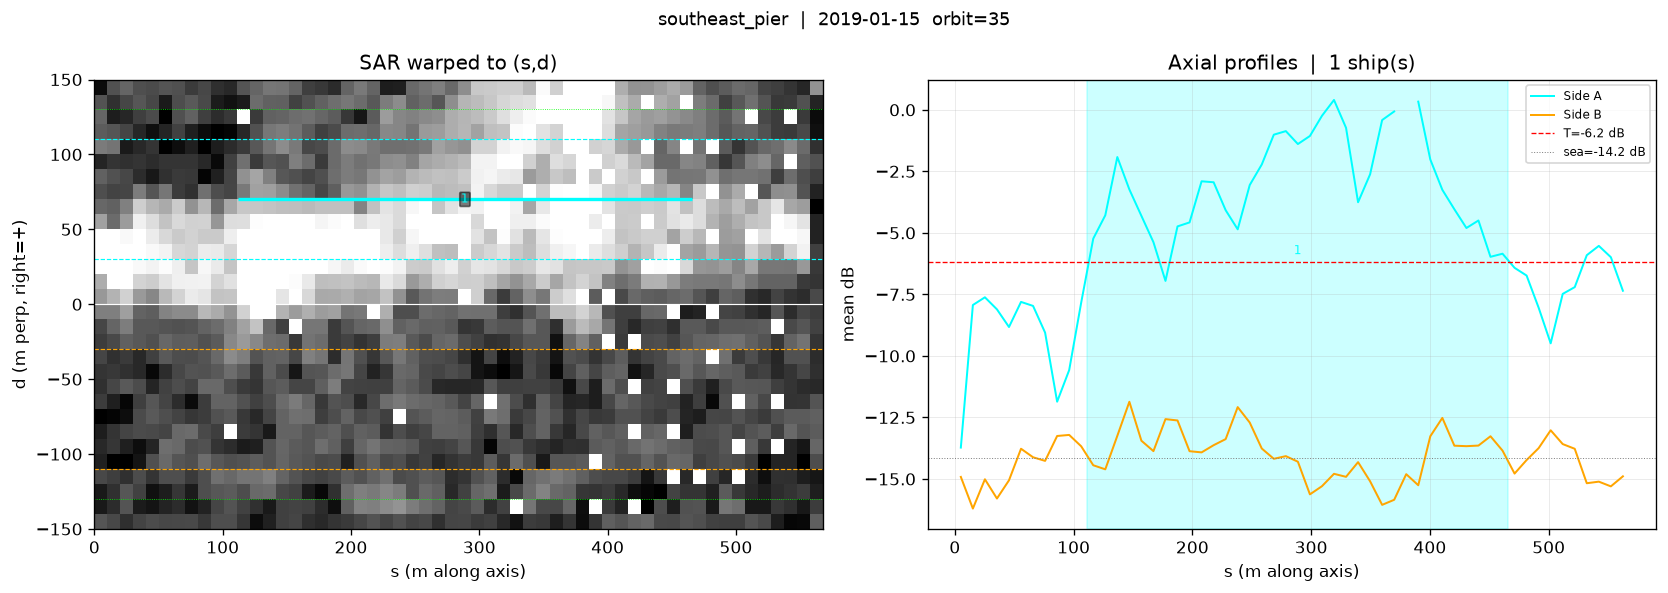 southeast_pier  |  2019-01-15  orbit=35
SAR warped to (s,d)
150
100
50
0
−50
−100
−150
d (m perp, right=+)
1
0
100
200
300
400
500
s (m along axis)
Axial profiles  |  1 ship(s)
0.0
−2.5
−5.0
−7.5
−10.0
−12.5
−15.0
mean dB
Side A
Side B
T=-6.2 dB
sea=-14.2 dB
1
0
100
200
300
400
500
s (m along axis)